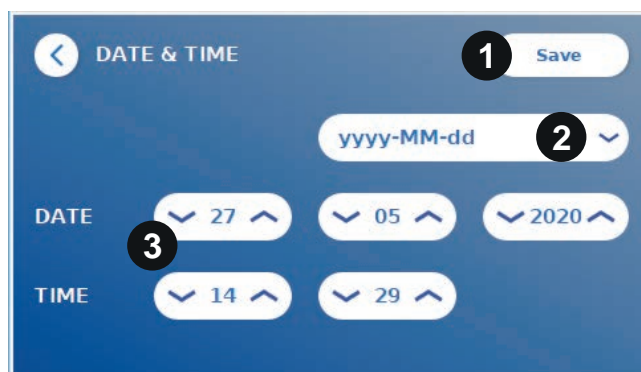 DATE & TIME 1 Save
yyyy-MM-dd 2
DATE 27 05 2020
3
TIME 14 29